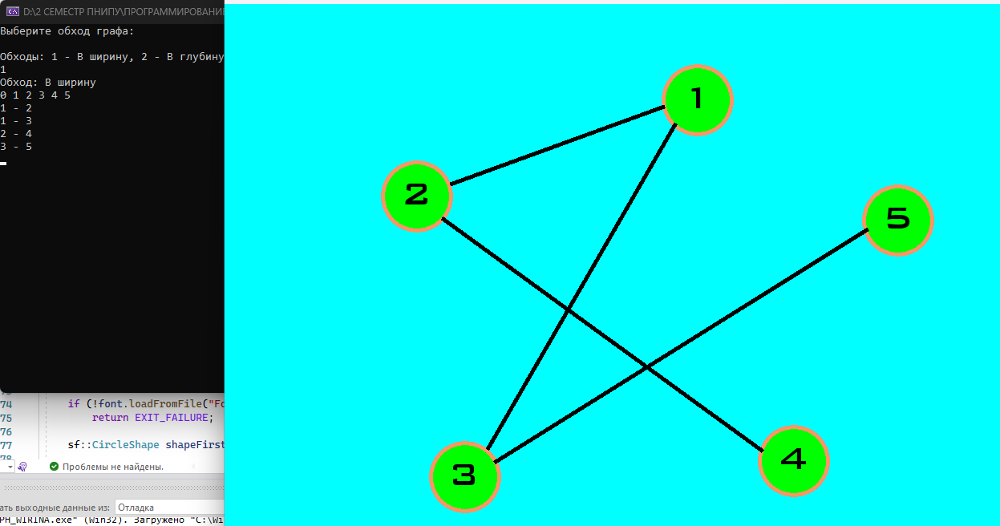 D:\2 СЕМЕСТР ПНИПУ\ПРОГРАММИРОВАНИ
Выберите обход графа:
Обходы: 1 - В ширину, 2 - В глубину
1
Обход: В ширину
0 1 2 3 4 5
1 - 2
1 - 3
2 - 4
3 - 5
1
2
5
3
4
74 if (!font.loadFromFile("Fo
75 return EXIT_FAILURE;
76
77 sf::CircleShape shapeFirst
78
Проблемы не найдены.
ать выходные данные из: Отладка
PH_WIRINA.exe" (Win32). Загружено "C:\Wi